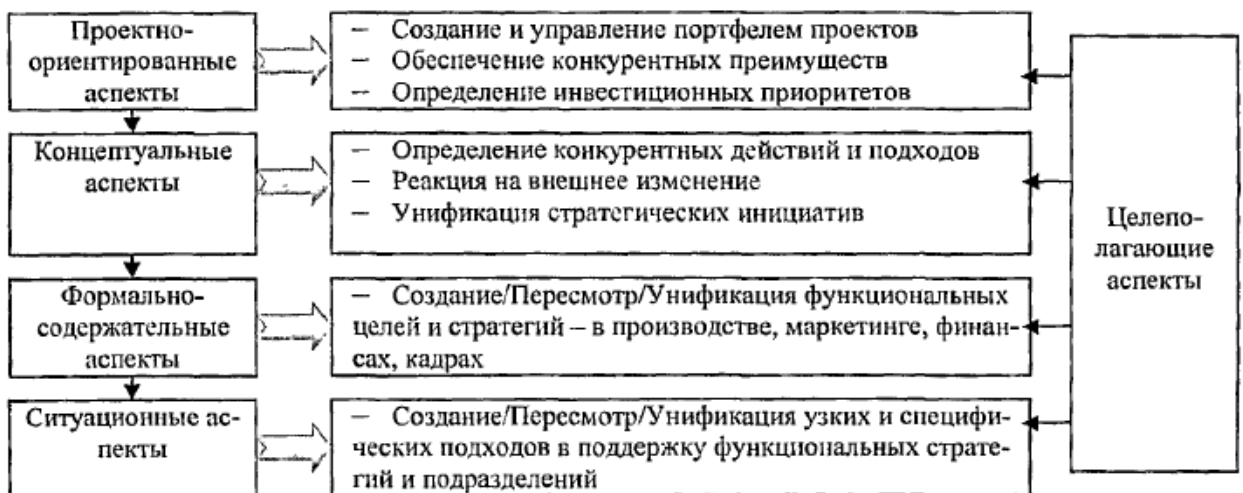 Проектно-
ориентированные
аспекты
– Создание и управление портфелем проектов
– Обеспечение конкурентных преимуществ
– Определение инвестиционных приоритетов
Концептуальные
аспекты
– Определение конкурентных действий и подходов
– Реакция на внешнее изменение
– Унификация стратегических инициатив
Формально-
содержательные
аспекты
– Создание/Пересмотр/Унификация функциональных
целей и стратегий – в производстве, маркетинге, финан-
сах, кадрах
Ситуационные ас-
пекты
– Создание/Пересмотр/Унификация узких и специфи-
ческих подходов в поддержку функциональных страте-
гий и подразделений
Целепо-
лагающие
аспекты